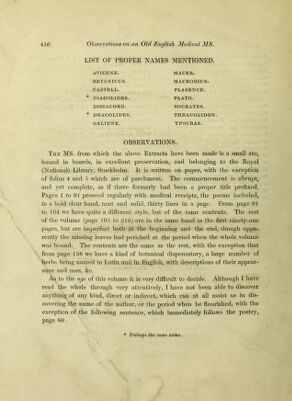 416 Observations on an Old English Medical MS.
LIST OF PROPER NAMES MENTIONED.
AVICENE. MACER.
BETANICUS. MACROBIUS.
CASTELL. PLASENCE.
* DIACOLIDES. PLATO.
DISSACORD. SOCRATES.
* DRACOLIDES. THRACOLIDON.
GALIENE. YPOCRAS.
OBSERVATIONS.
The MS. from which the above Extracts have been made is a small 4to,
bound in boards, in excellent preservation, and belonging to the Royal
(National) Library, Stockholm. It is written on paper, with the exception
of folios 4 and 5 which are of parchment. The commencement is abrupt,
and yet complete, as if there formerly had been a proper title prefixed.
Pages 1 to 91 proceed regularly with medical receipts, the poems included,
in a bold clear hand, neat and solid, thirty lines in a page. From page 91
to 104 we have quite a different style, but of the same contents. The rest
of the volume (page 105 to 216) are in the same hand as the first ninety-one
pages, but are imperfect both at the beginning and the end, though appa-
rently the missing leaves had perished at the period when the whole volume
was bound. The contents are the same as the rest, with the exception that
from page 156 we have a kind of botanical dispensatory, a large number of
herbs being named in Latin and in English, with descriptions of their appear-
ance and uses, &c.
As to the age of this volume it is very difficult to decide. Although I have
read the whole through very attentively, I have not been able to discover
anything of any kind, direct or indirect, which can at all assist us in dis-
covering the name of the author, or the period when he flourished, with the
exception of the following sentence, which immediately follows the poetry,
page 80.
* Perhaps the same name.